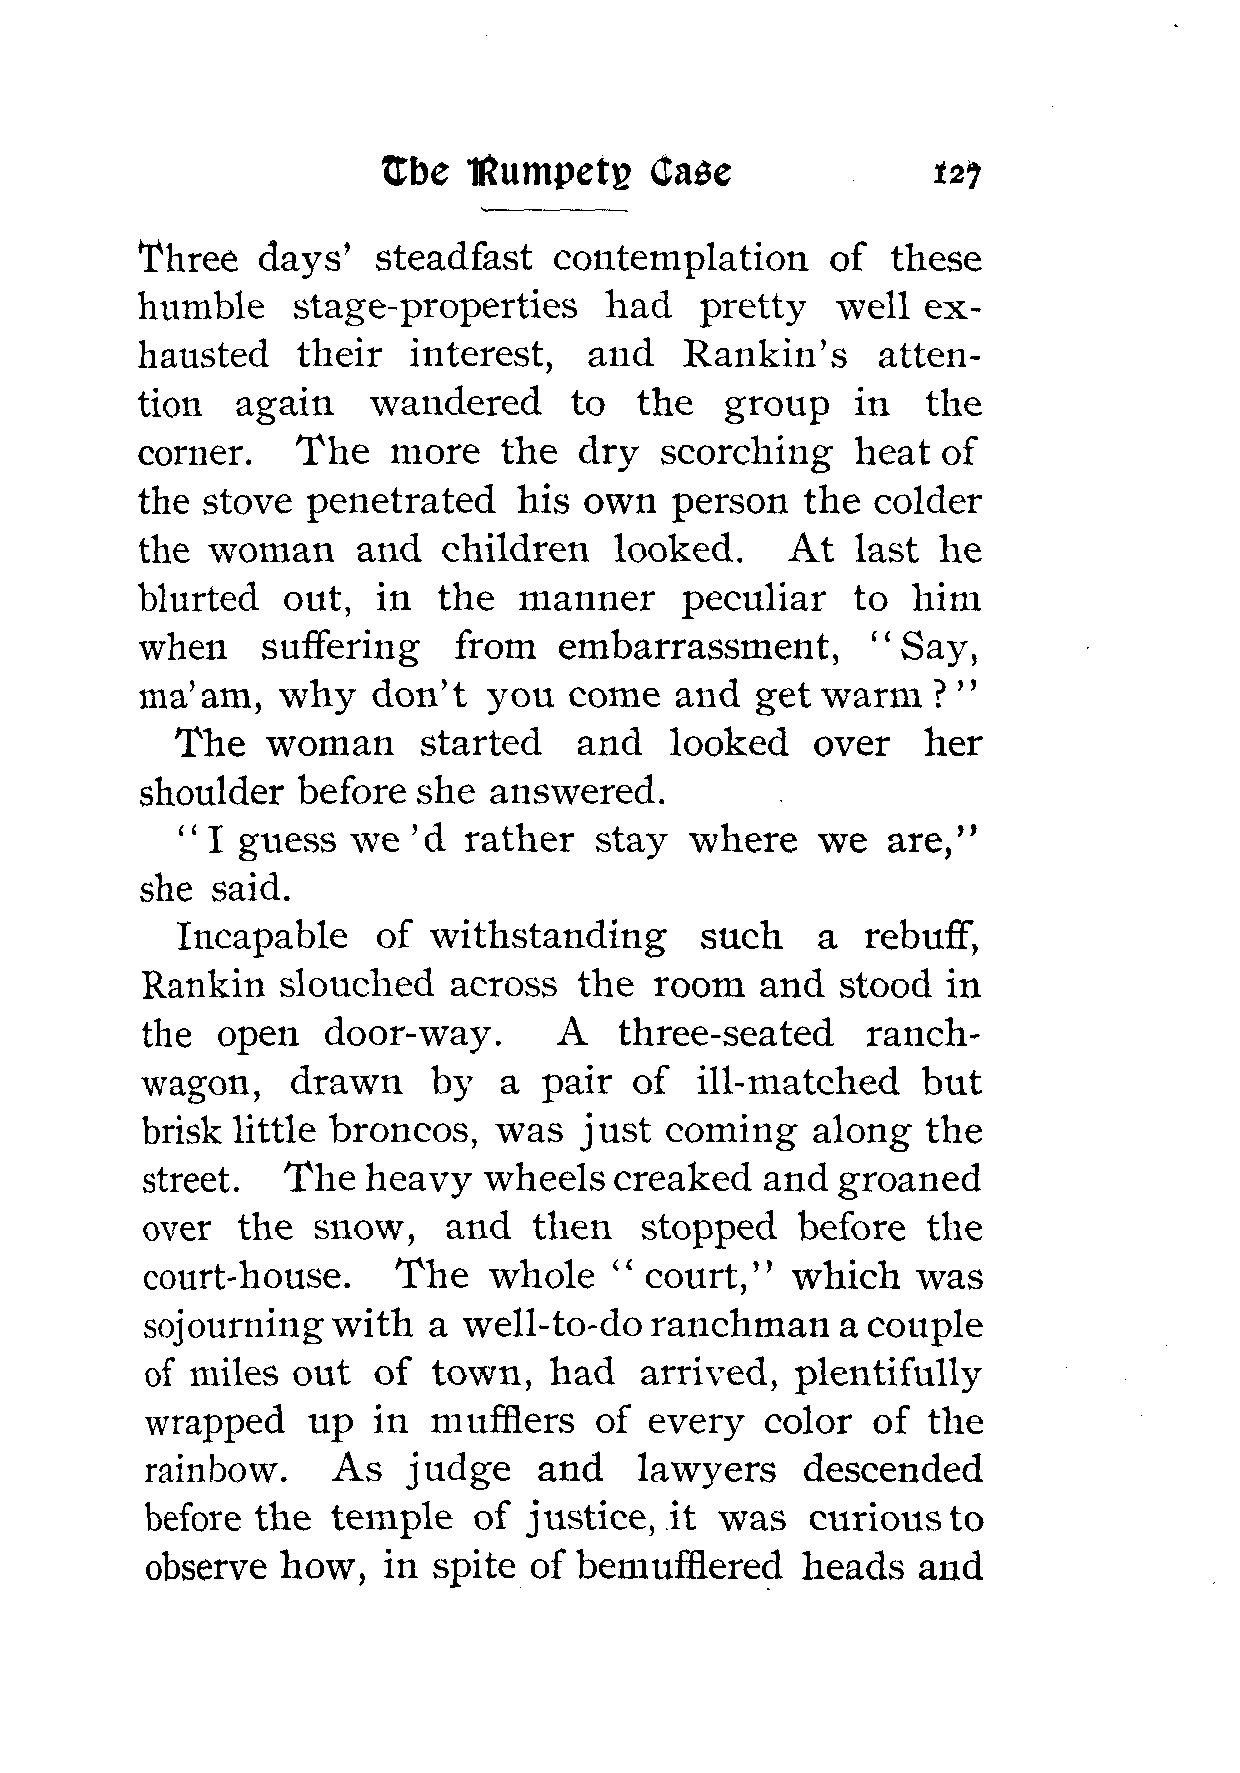 The Rumpety Case 127
Three days' steadfast contemplation of these
humble stage-properties had pretty well ex-
hausted their interest, and Rankin's atten-
tion again wandered to the group in the
corner. The more the dry scorching heat of
the stove penetrated his own person the colder
the woman and children looked. At last he
blurted out, in the manner peculiar to him
when suffering from embarrassment, "Say,
ma'am, why don't you come and get warm?"
The woman started and looked over her
shoulder before she answered.
"I guess we 'd rather stay where we are,"
she said.
Incapable of withstanding such a rebuff,
Rankin slouched across the room and stood in
the open door-way. A three-seated ranch-
wagon, drawn by a pair of ill-matched but
brisk little broncos, was just coming along the
street. The heavy wheels creaked and groaned
over the snow, and then stopped before the
court-house. The whole "court," which was
sojourning with a well-to-do ranchman a couple
of miles out of town, had arrived, plentifully
wrapped up in mufflers of every color of the
rainbow. As judge and lawyers descended
before the temple of justice, it was curious to
observe how, in spite of bemufflered heads and